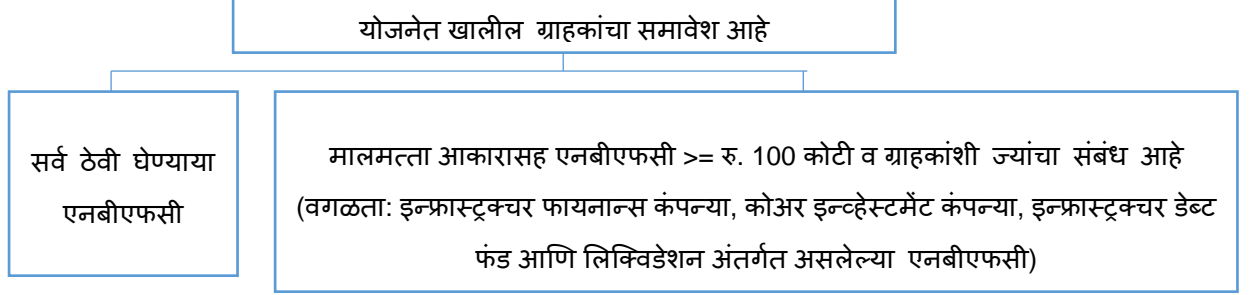 योजनेत खालील ग्राहकांचा समावेश आहे
सर्व ठेवी घेण्याया
एनबीएफसी
मालमत्ता आकारासह एनबीएफसी >= रु. 100 कोटी व ग्राहकांशी ज्यांचा संबंध आहे
(वगळता: इन्फ्रास्ट्रक्चर फायनान्स कंपन्या, कोअर इन्व्हेस्टमेंट कंपन्या, इन्फ्रास्ट्रक्चर डेब्ट
फंड आणि लिक्विडेशन अंतर्गत असलेल्या एनबीएफसी)